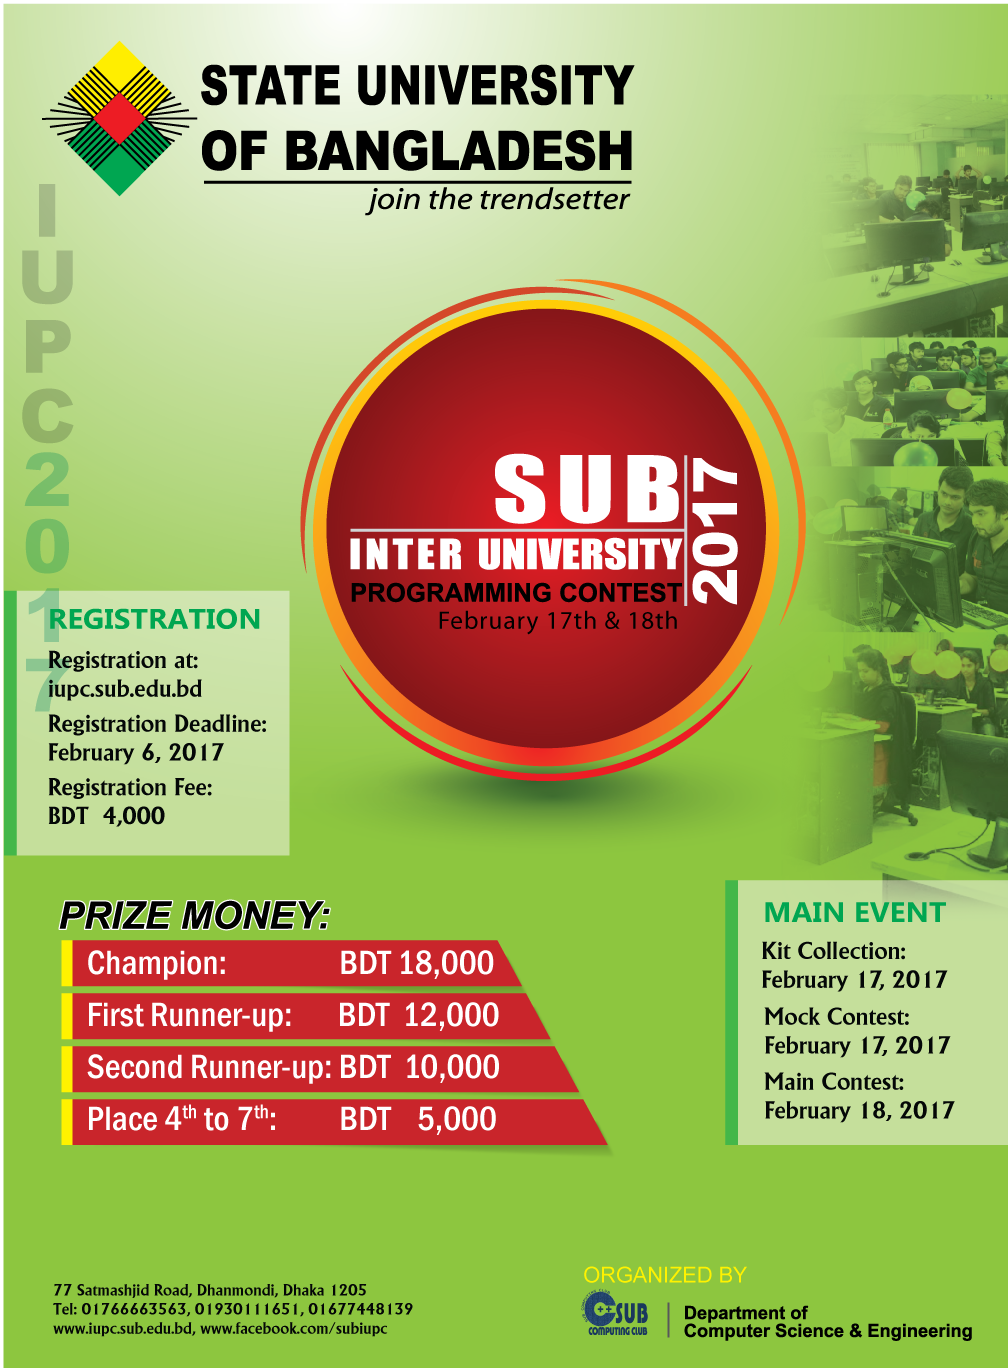 STATE UNIVERSITY
OF BANGLADESH
join the trendsetter
IUPC2017
SUB
INTER UNIVERSITY
2017
PROGRAMMING CONTEST
February 17th & 18th
REGISTRATION
Registration at:
iupc.sub.edu.bd
Registration Deadline:
February 6, 2017
Registration Fee:
BDT 4,000
PRIZE MONEY:
Champion: BDT 18,000
First Runner-up: BDT 12,000
Second Runner-up: BDT 10,000
Place 4th to 7th: BDT 5,000
MAIN EVENT
Kit Collection:
February 17, 2017
Mock Contest:
February 17, 2017
Main Contest:
February 18, 2017
77 Satmashjid Road, Dhanmondi, Dhaka 1205
Tel: 01766663563, 01930111651, 01677448139
www.iupc.sub.edu.bd, www.facebook.com/subiupc
ORGANIZED BY
C++ SUB
COMPUTING CLUB
Department of
Computer Science & Engineering